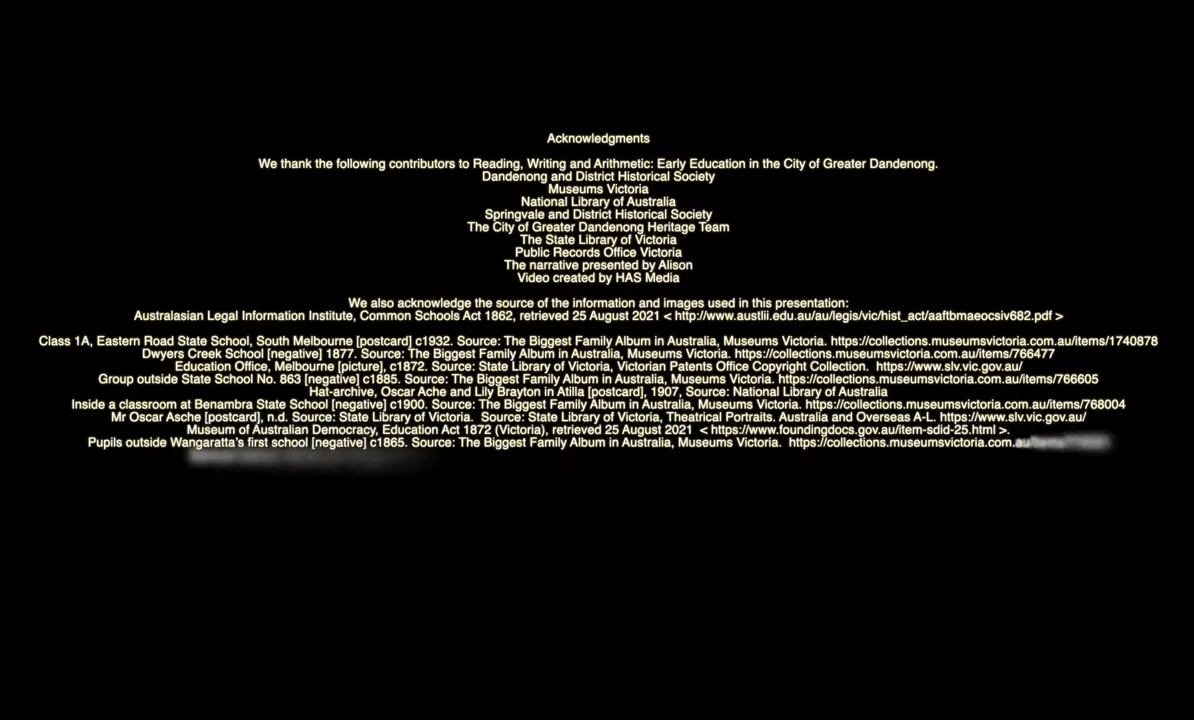 Acknowledgments
We thank the following contributors to Reading, Writing and Arithmetic: Early Education in the City of Greater Dandenong.
Dandenong and District Historical Society
Museums Victoria
National Library of Australia
Springvale and District Historical Society
The City of Greater Dandenong Heritage Team
The State Library of Victoria
Public Records Office Victoria
The narrative presented by Alison
Video created by HAS Media
We also acknowledge the source of the information and images used in this presentation:
Australasian Legal Information Institute, Common Schools Act 1862, retrieved 25 August 2021 < http://www.austlii.edu.au/au/legis/vic/hist_act/aaftbmaeocsiv682.pdf >
Class 1A, Eastern Road State School, South Melbourne [postcard] c1932. Source: The Biggest Family Album in Australia, Museums Victoria. https://collections.museumsvictoria.com.au/items/1740878
Dwyers Creek School [negative] 1877. Source: The Biggest Family Album in Australia, Museums Victoria. https://collections.museumsvictoria.com.au/items/766477
Education Office, Melbourne [picture], c1872. Source: State Library of Victoria, Victorian Patents Office Copyright Collection. https://www.slv.vic.gov.au/
Group outside State School No. 863 [negative] c1885. Source: The Biggest Family Album in Australia, Museums Victoria. https://collections.museumsvictoria.com.au/items/766605
Hat-archive, Oscar Ache and Lily Brayton in Atilla [postcard], 1907, Source: National Library of Australia
Inside a classroom at Benambra State School [negative] c1900. Source: The Biggest Family Album in Australia, Museums Victoria. https://collections.museumsvictoria.com.au/items/768004
Mr Oscar Asche [postcard], n.d. Source: State Library of Victoria. Source: State Library of Victoria, Theatrical Portraits. Australia and Overseas A-L. https://www.slv.vic.gov.au/
Museum of Australian Democracy, Education Act 1872 (Victoria), retrieved 25 August 2021 < https://www.foundingdocs.gov.au/item-sdid-25.html >.
Pupils outside Wangaratta's first school [negative] c1865. Source: The Biggest Family Album in Australia, Museums Victoria. https://collections.museumsvictoria.com.